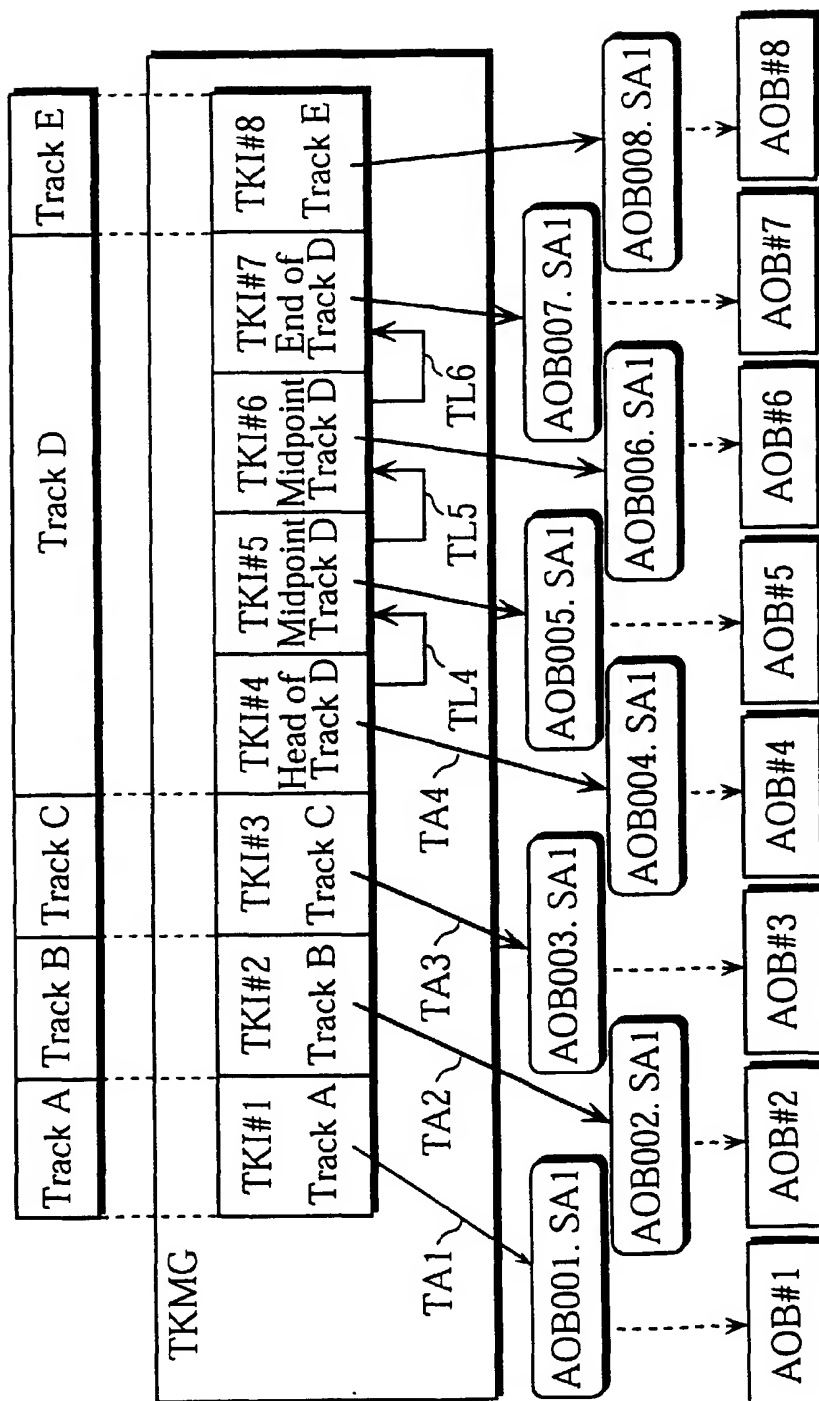 Track A
Track B
Track C
Track D
Track E
TKMG
TKI#1
Track A
TKI#2
Track B
TKI#3
Track C
TKI#4
Head of
Track D
TKI#5
Midpoint
Track D
TKI#6
Midpoint
Track D
TKI#7
End of
Track D
TKI#8
Track E
TL4
TL5
TL6
TA1
TA2
TA3
TA4
AOB001. SA1
AOB002. SA1
AOB003. SA1
AOB004. SA1
AOB005. SA1
AOB006. SA1
AOB007. SA1
AOB008. SA1
AOB#1
AOB#2
AOB#3
AOB#4
AOB#5
AOB#6
AOB#7
AOB#8